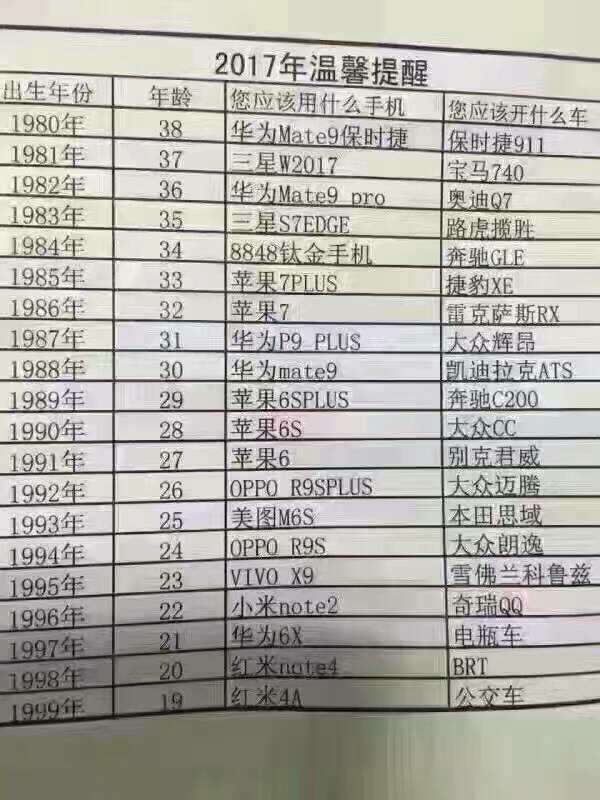 2017年温馨提醒
出生年份 年龄 您应该用什么手机 您应该开什么车
1980年 38 华为Mate9保时捷 保时捷911
1981年 37 三星W2017 宝马740
1982年 36 华为Mate9 pro 奥迪Q7
1983年 35 三星S7EDGE 路虎揽胜
1984年 34 8848钛金手机 奔驰GLE
1985年 33 苹果7PLUS 捷豹XE
1986年 32 苹果7 雷克萨斯RX
1987年 31 华为P9 PLUS 大众辉昂
1988年 30 华为mate9 凯迪拉克ATS
1989年 29 苹果6SPLUS 奔驰C200
1990年 28 苹果6S 大众CC
1991年 27 苹果6 别克君威
1992年 26 OPPO R9SPLUS 大众迈腾
1993年 25 美图M6S 本田思域
1994年 24 OPPO R9S 大众朗逸
1995年 23 VIVO X9 雪佛兰科鲁兹
1996年 22 小米note2 奇瑞QQ
1997年 21 华为6X 电瓶车
1998年 20 红米note4 BRT
1999年 19 红米4A 公交车